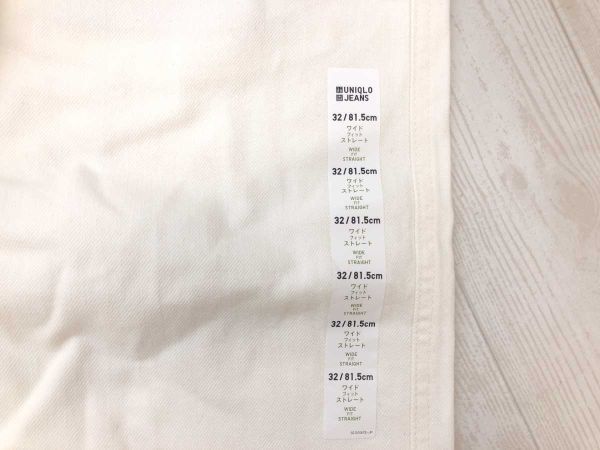 UNIQLO
JEANS
32/81.5cm
ワイド
フィット
ストレート
WIDE
FIT
STRAIGHT
32/81.5cm
ワイド
フィット
ストレート
WIDE
FIT
STRAIGHT
32/81.5cm
ワイド
フィット
ストレート
WIDE
FIT
STRAIGHT
32/81.5cm
ワイド
フィット
ストレート
WIDE
FIT
STRAIGHT
32/81.5cm
ワイド
フィット
ストレート
WIDE
FIT
STRAIGHT
32/81.5cm
ワイド
フィット
ストレート
WIDE
FIT
STRAIGHT